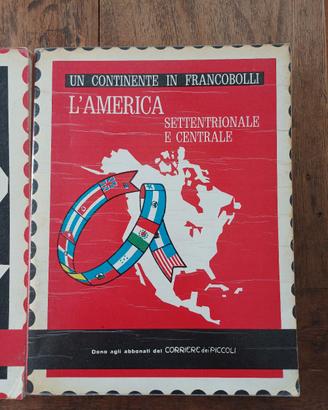 UN CONTINENTE IN FRANCOBOLLI
L'AMERICA
SETTENTRIONALE
E CENTRALE
Dono agli abbonati del CORRIERE dei PICCOLI